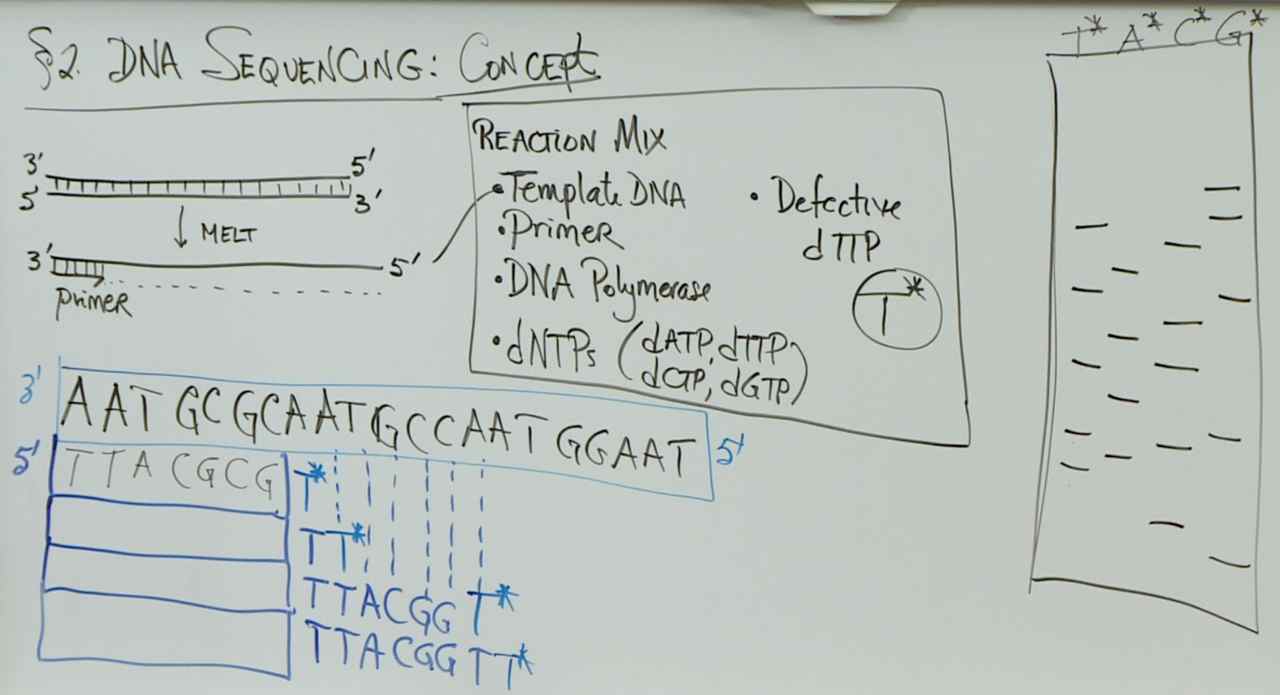 §2. DNA SEQUENCING: CONCEPT
3' 5'
5' 3'
MELT
3' 5'
primer
REACTION MIX
• Template DNA
• Primer
• DNA Polymerase
• dNTPs (dATP, dTTP, dCTP, dGTP)
• Defective
dTTP
T*
3' AATGCGCAATGCCAATGGAAT 5'
5' TTACGCG T*
TT*
TTACGG T*
TTACGGTT*
T* A* C* G*